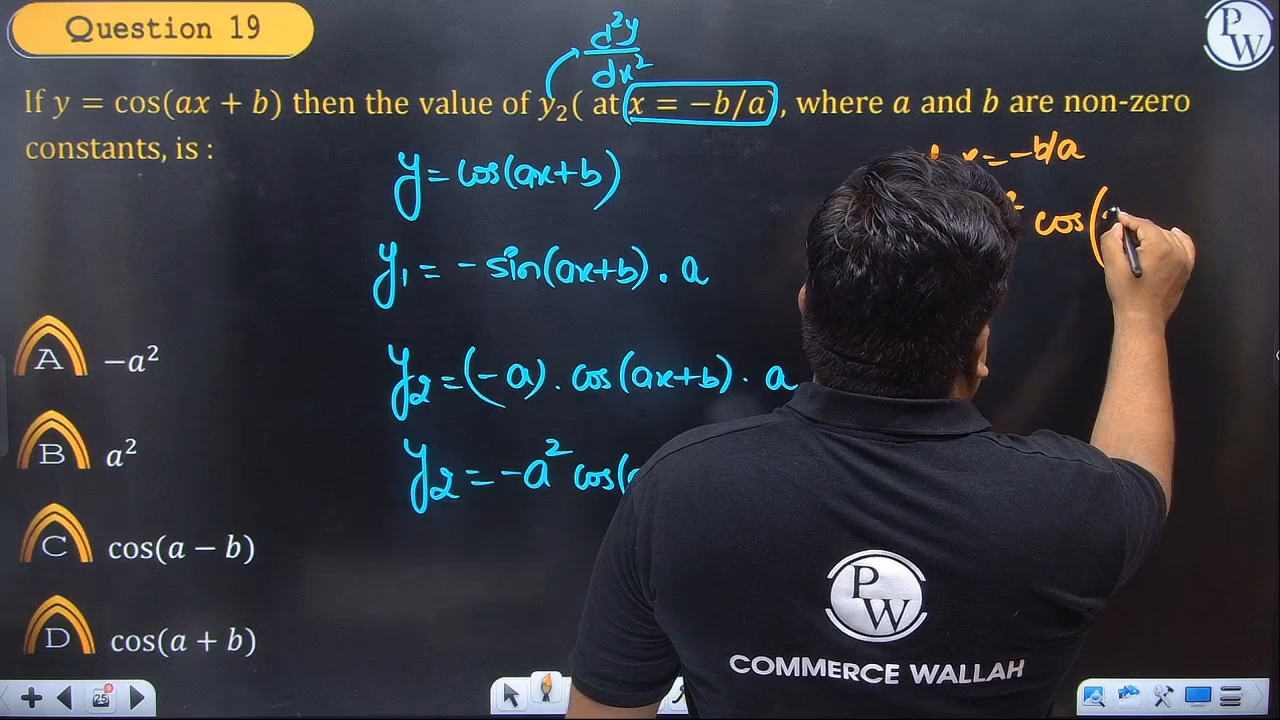 Question 19
PW
d²y
dx²
If y = cos(ax + b) then the value of y₂( at x = −b/a), where a and b are non-zero
constants, is :
x = -b/a
cos(
y = cos(ax+b)
y₁ = - sin(ax+b) . a
y₂ = (-a) . cos(ax+b) . a
y₂ = -a² cos(
A −a²
B a²
C cos(a − b)
D cos(a + b)
PW
COMMERCE WALLAH
25